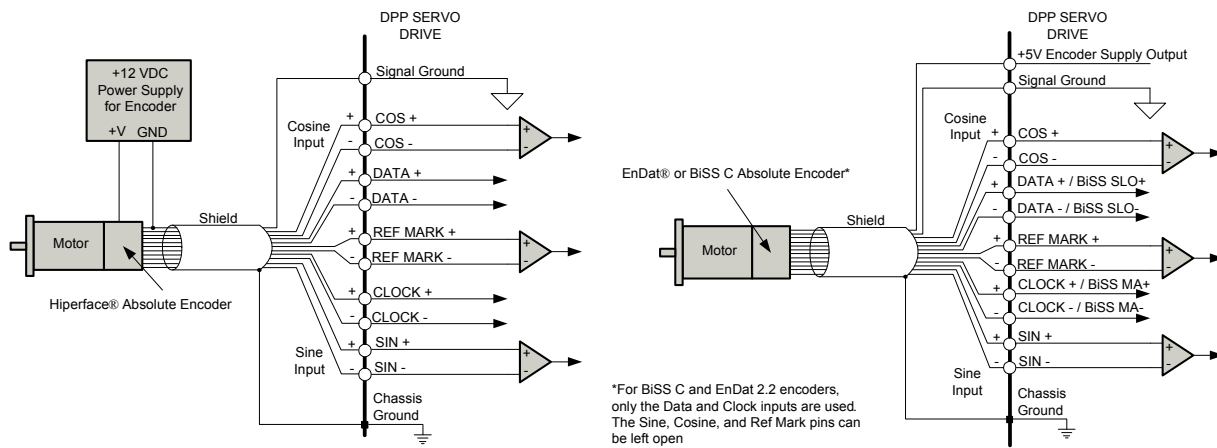 DPP SERVO
DRIVE
+12 VDC
Power Supply
for Encoder
+V GND
Signal Ground
Cosine
Input
+ COS +
- COS -
+ DATA +
- DATA -
Shield
+ REF MARK +
- REF MARK -
Motor
Hiperface® Absolute Encoder
+ CLOCK +
- CLOCK -
+ SIN +
- SIN -
Sine
Input
Chassis
Ground
+
-
+
-
+
-
DPP SERVO
DRIVE
+5V Encoder Supply Output
Signal Ground
Cosine
Input
+ COS +
- COS -
EnDat® or BiSS C Absolute Encoder*
+ DATA + / BiSS SLO+
- DATA - / BiSS SLO-
Shield
+ REF MARK +
- REF MARK -
Motor
+ CLOCK + / BiSS MA+
- CLOCK - / BiSS MA-
+ SIN +
- SIN -
Sine
Input
Chassis
Ground
+
-
+
-
+
-
*For BiSS C and EnDat 2.2 encoders,
only the Data and Clock inputs are used.
The Sine, Cosine, and Ref Mark pins can
be left open